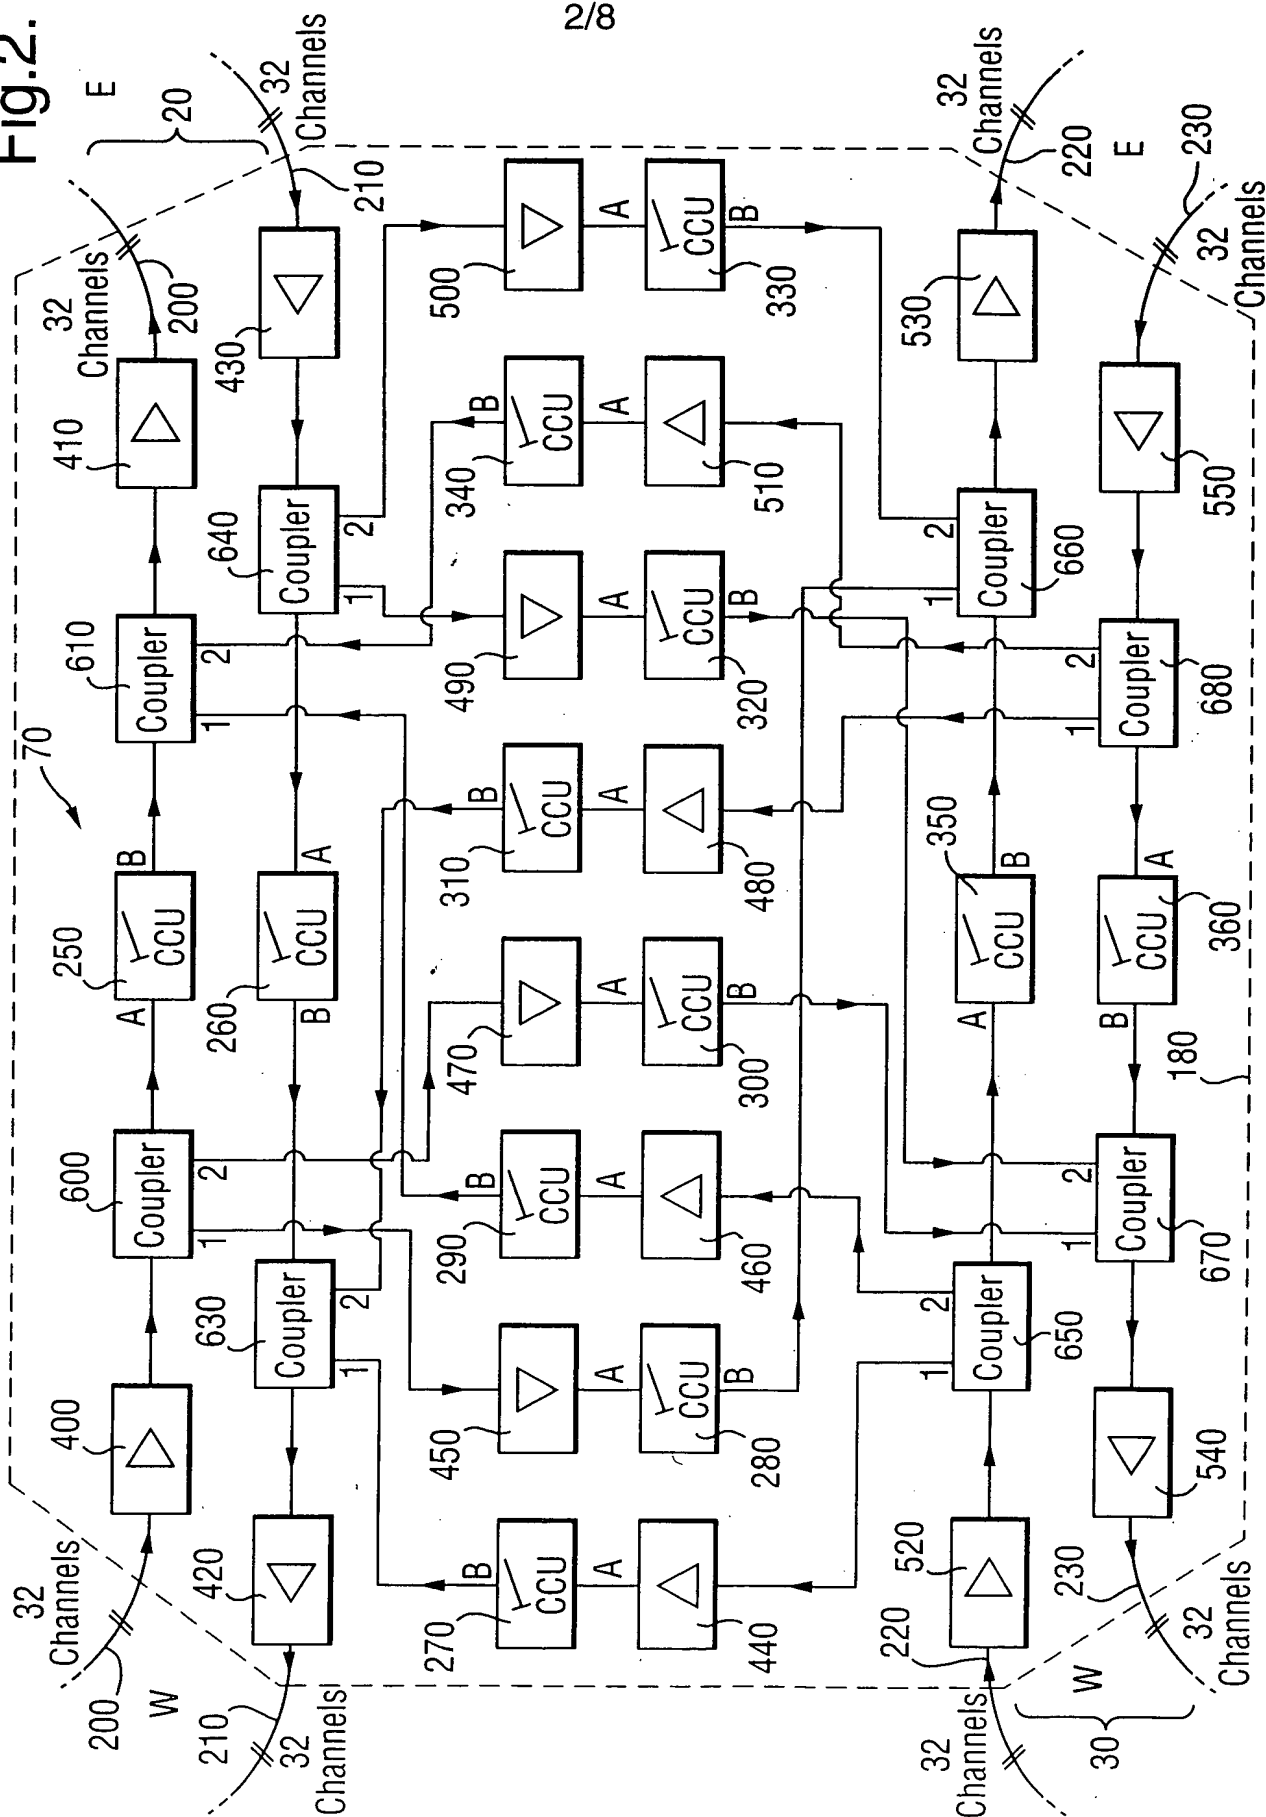 2/8
Fig.2.
E
20
32
Channels
32
Channels
200
210
70
410
430
610
640
Coupler
Coupler
1
2
1
2
250
260
CCU
CCU
A
B
A
B
600
630
Coupler
Coupler
1
2
1
2
400
420
32
Channels
200
W
210
32
Channels
500
A
CCU
B
330
340
B
CCU
A
510
490
A
CCU
B
320
310
B
CCU
A
480
470
A
CCU
B
300
290
B
CCU
A
460
450
A
CCU
B
280
270
B
CCU
A
440
32
Channels
220
E
230
32
Channels
530
550
660
680
Coupler
Coupler
1
2
1
2
350
360
CCU
CCU
A
B
A
B
180
650
670
Coupler
Coupler
1
2
1
2
520
540
220
230
32
Channels
W
30
32
Channels